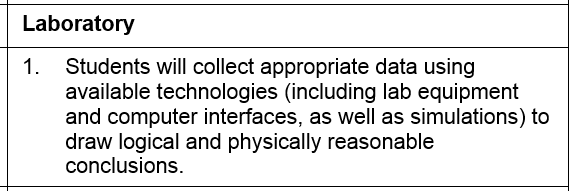 Laboratory
1. Students will collect appropriate data using
available technologies (including lab equipment
and computer interfaces, as well as simulations) to
draw logical and physically reasonable
conclusions.